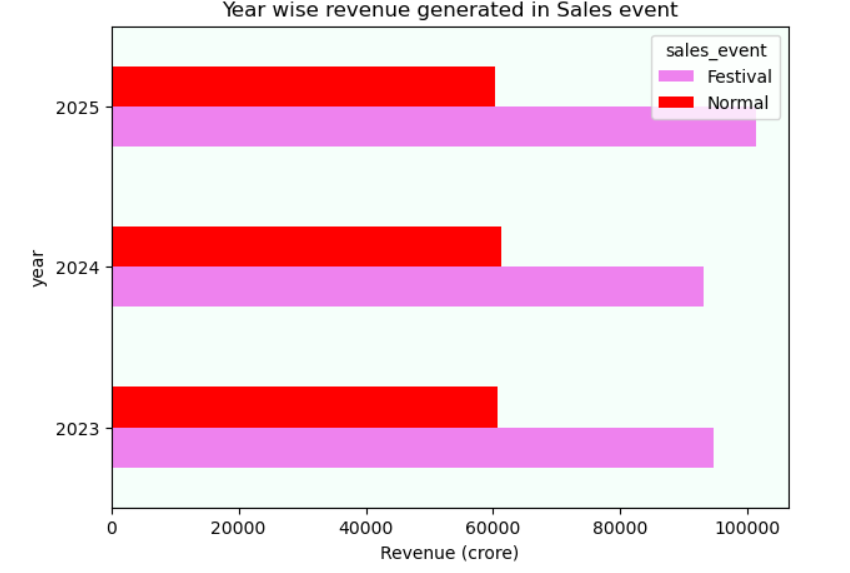 Year wise revenue generated in Sales event
sales_event
Festival
Normal
2025
2024
2023
year
0 20000 40000 60000 80000 100000
Revenue (crore)